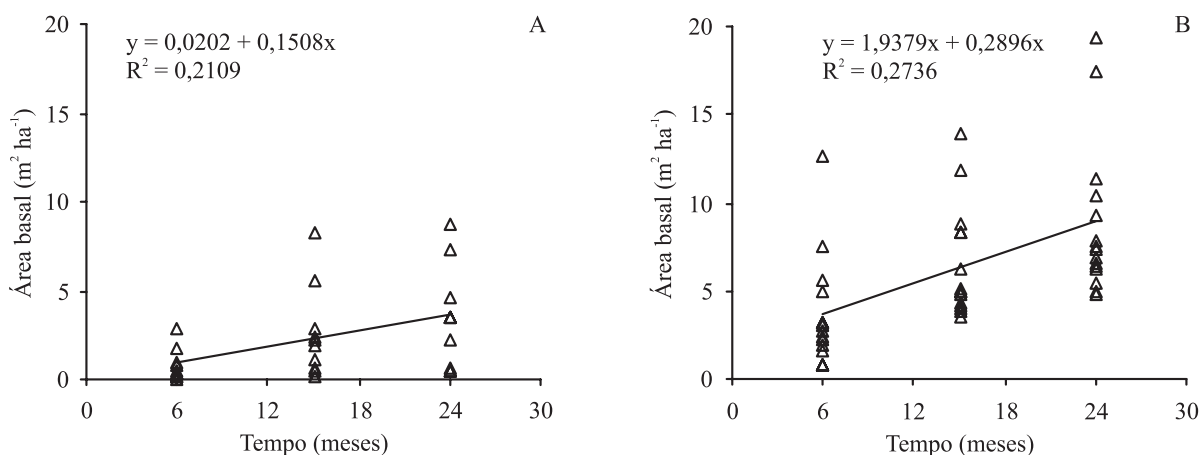 A
y = 0,0202 + 0,1508x
R² = 0,2109
Área basal (m² ha⁻¹)
20
15
10
5
0
0 6 12 18 24 30
Tempo (meses)
B
y = 1,9379x + 0,2896x
R² = 0,2736
Área basal (m² ha⁻¹)
20
15
10
5
0
0 6 12 18 24 30
Tempo (meses)